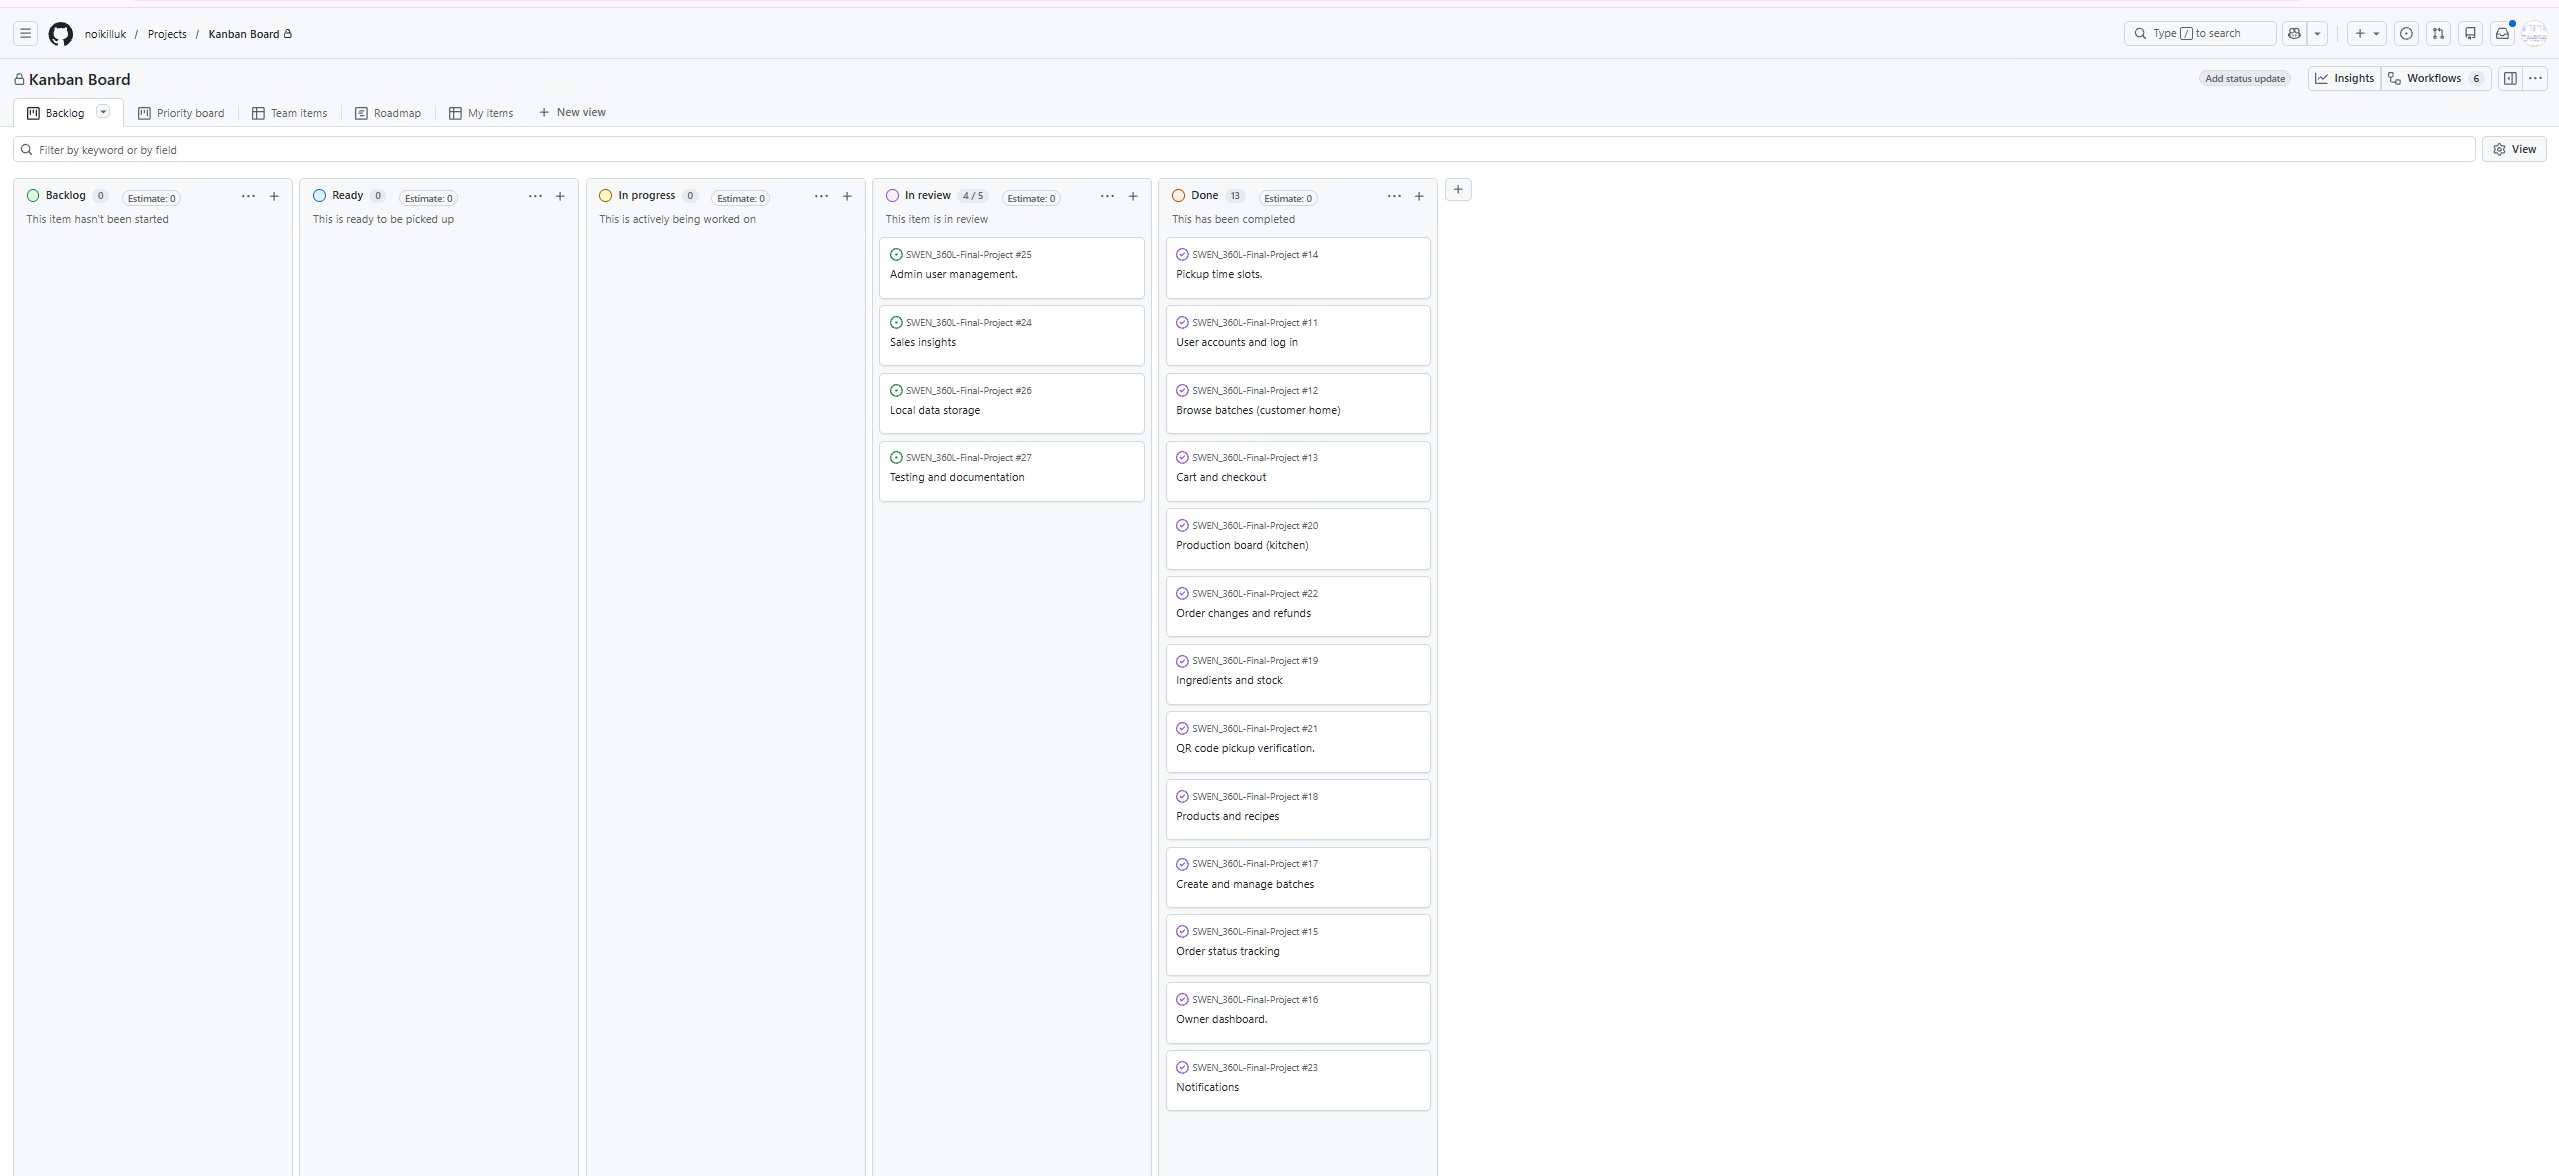 noikilluk / Projects / Kanban Board
Type / to search
Kanban Board
Add status update
Insights
Workflows 6
Backlog
Priority board
Team items
Roadmap
My items
New view
Filter by keyword or by field
View
Backlog 0 Estimate: 0
This item hasn't been started
Ready 0 Estimate: 0
This is ready to be picked up
In progress 0 Estimate: 0
This is actively being worked on
In review 4 / 5 Estimate: 0
This item is in review
SWEN_360L-Final-Project #25
Admin user management.
SWEN_360L-Final-Project #24
Sales insights
SWEN_360L-Final-Project #26
Local data storage
SWEN_360L-Final-Project #27
Testing and documentation
Done 13 Estimate: 0
This has been completed
SWEN_360L-Final-Project #14
Pickup time slots.
SWEN_360L-Final-Project #11
User accounts and log in
SWEN_360L-Final-Project #12
Browse batches (customer home)
SWEN_360L-Final-Project #13
Cart and checkout
SWEN_360L-Final-Project #20
Production board (kitchen)
SWEN_360L-Final-Project #22
Order changes and refunds
SWEN_360L-Final-Project #19
Ingredients and stock
SWEN_360L-Final-Project #21
QR code pickup verification.
SWEN_360L-Final-Project #18
Products and recipes
SWEN_360L-Final-Project #17
Create and manage batches
SWEN_360L-Final-Project #15
Order status tracking
SWEN_360L-Final-Project #16
Owner dashboard.
SWEN_360L-Final-Project #23
Notifications